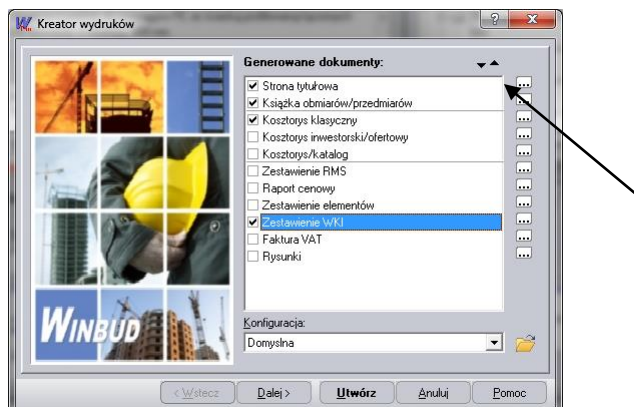 Kreator wydruków
Generowane dokumenty:
Strona tytułowa
Książka obmiarów/przedmiarów
Kosztorys klasyczny
Kosztorys inwestorski/ofertowy
Kosztorys/katalog
Zestawienie RMS
Raport cenowy
Zestawienie elementów
Zestawienie WKI
Faktura VAT
Rysunki
WINBUD
Konfiguracja:
Domyslna
< Wstecz
Dalej >
Utwórz
Anuluj
Pomoc